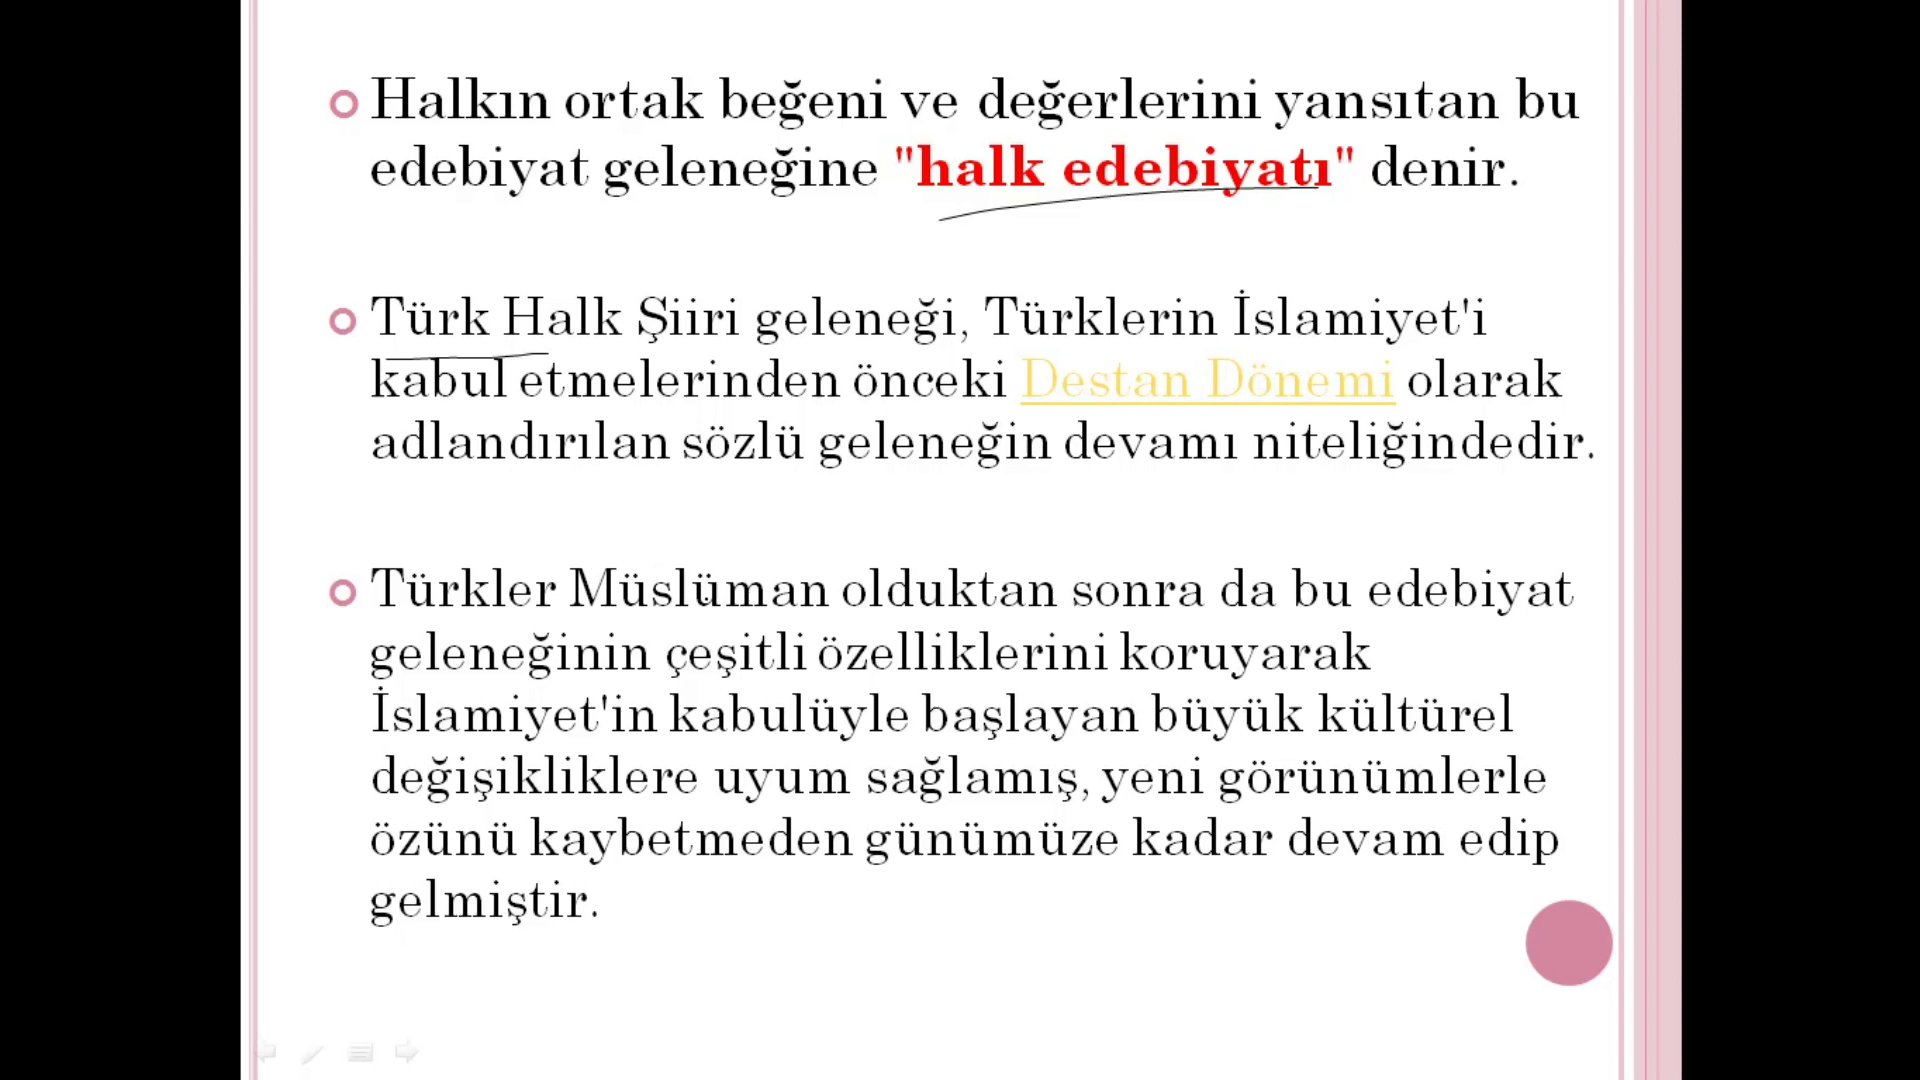 Halkın ortak beğeni ve değerlerini yansıtan bu
edebiyat geleneğine "halk edebiyatı" denir.
Türk Halk Şiiri geleneği, Türklerin İslamiyet'i
kabul etmelerinden önceki Destan Dönemi olarak
adlandırılan sözlü geleneğin devamı niteliğindedir.
Türkler Müslüman olduktan sonra da bu edebiyat
geleneğinin çeşitli özelliklerini koruyarak
İslamiyet'in kabulüyle başlayan büyük kültürel
değişikliklere uyum sağlamış, yeni görünümlerle
özünü kaybetmeden günümüze kadar devam edip
gelmiştir.